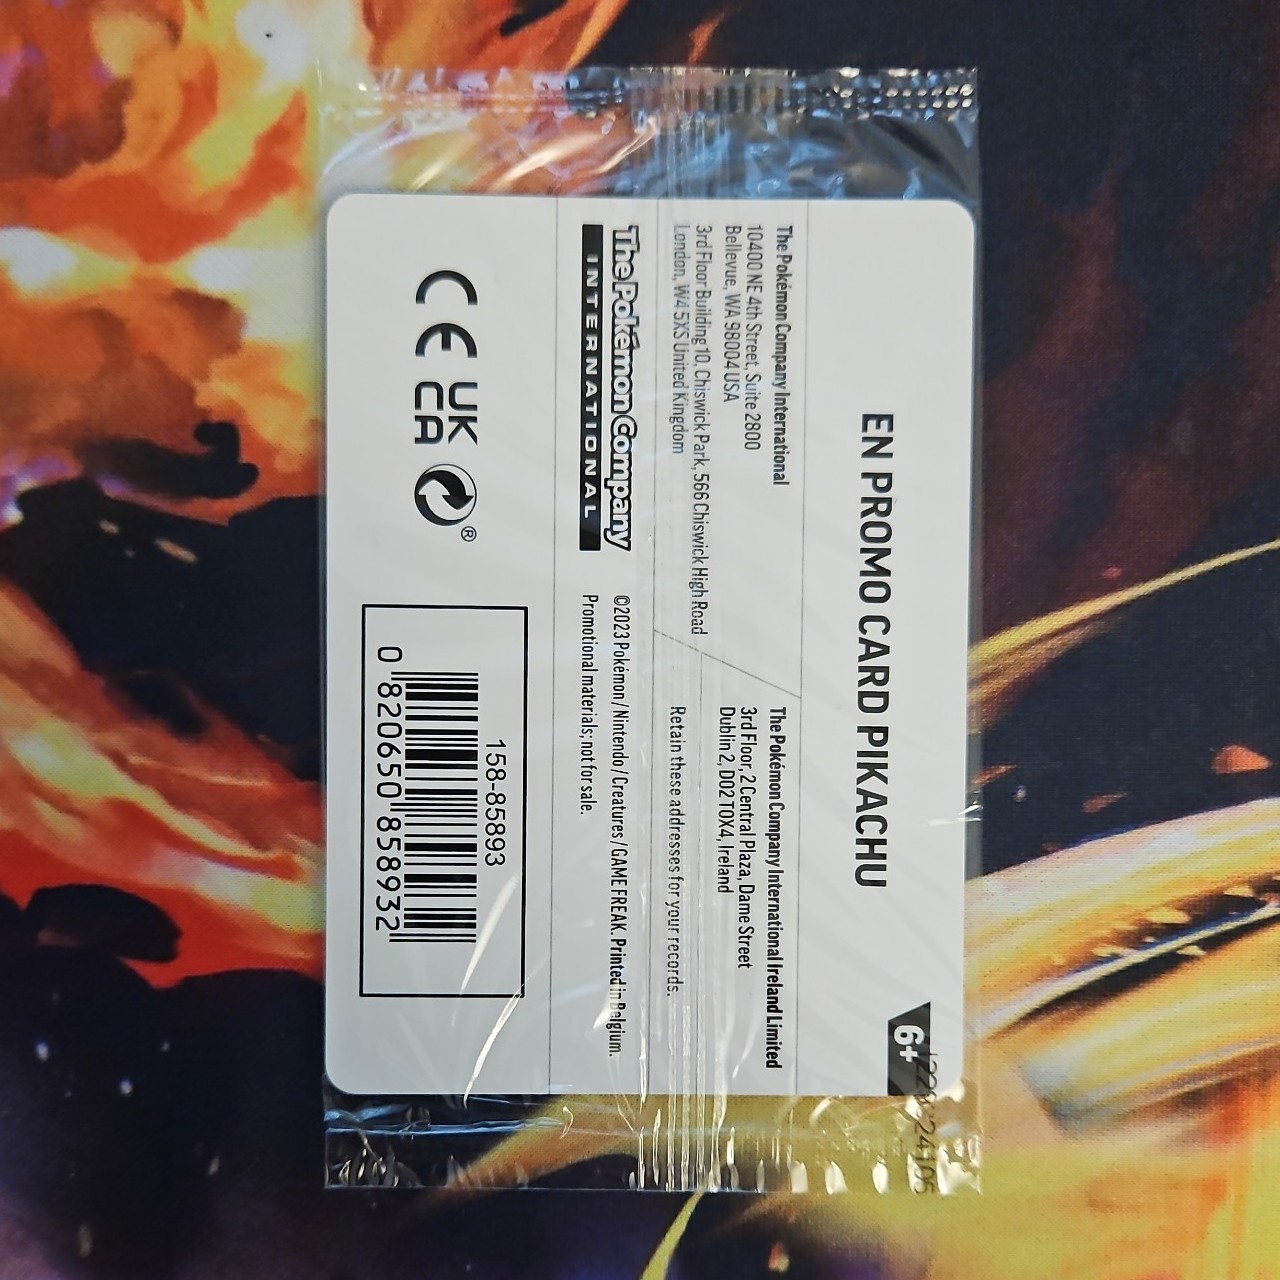 EN PROMO CARD PIKACHU
6+
The Pokémon Company International
10400 NE 4th Street, Suite 2800
Bellevue, WA 98004 USA
3rd Floor Building 10, Chiswick Park, 566 Chiswick High Road
London, W4 5XS United Kingdom
The Pokémon Company International Ireland Limited
3rd Floor, 2 Central Plaza, Dame Street
Dublin 2, D02 T0X4, Ireland
Retain these addresses for your records.
The Pokémon Company
INTERNATIONAL
©2023 Pokémon / Nintendo / Creatures / GAME FREAK. Printed in Belgium.
Promotional materials; not for sale.
CE
UK
CA
®
158-85893
0 820650 858932